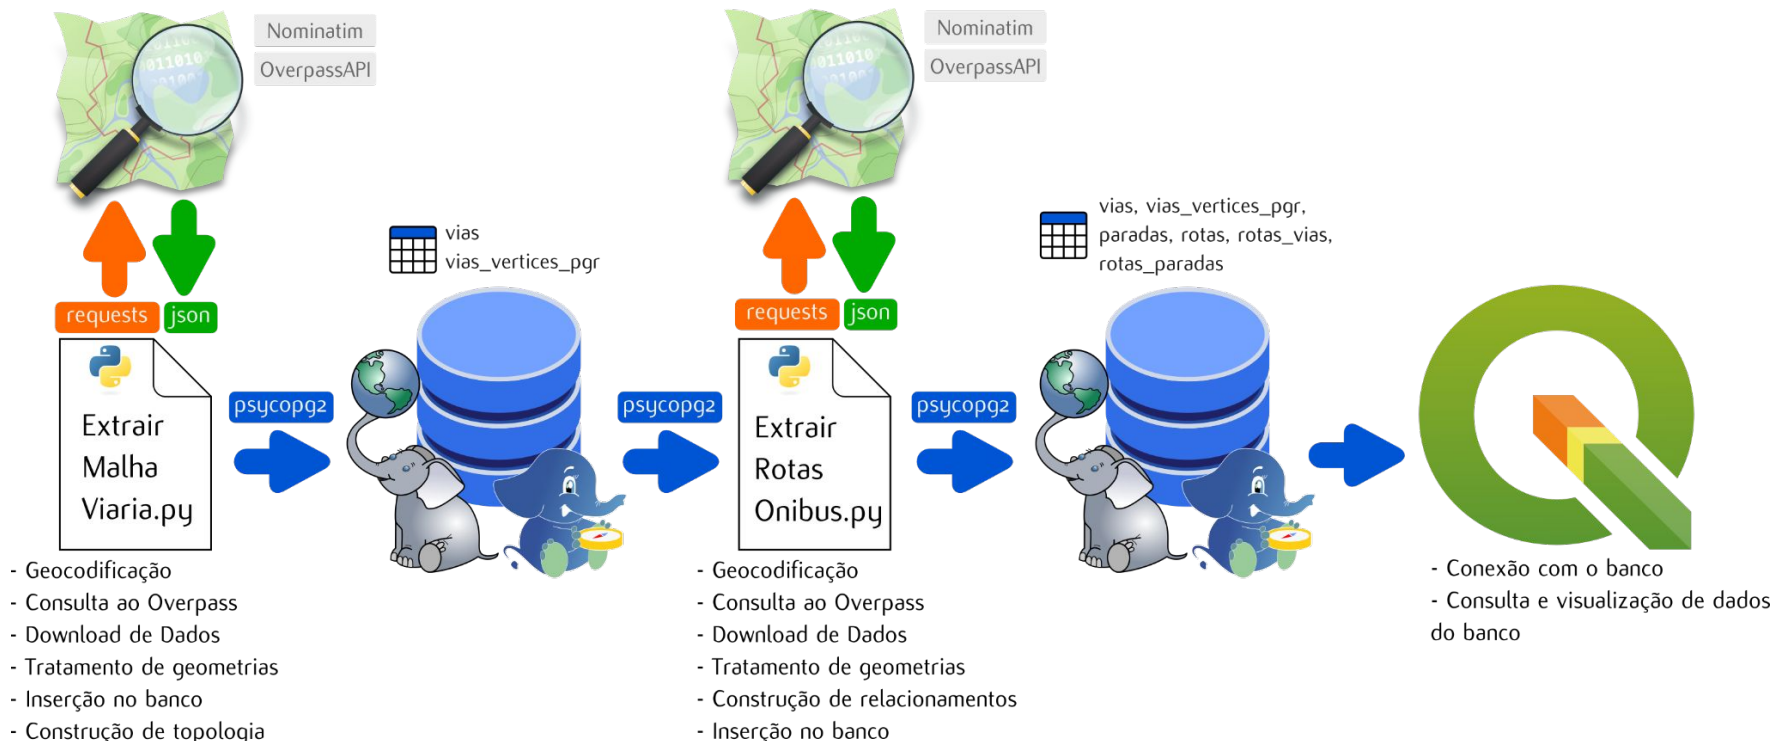 Nominatim
OverpassAPI
requests
json
Extrair
Malha
Viaria.py
- Geocodificação
- Consulta ao Overpass
- Download de Dados
- Tratamento de geometrias
- Inserção no banco
- Construção de topologia
psycopg2
vias
vias_vertices_pgr
psycopg2
Nominatim
OverpassAPI
requests
json
Extrair
Rotas
Onibus.py
- Geocodificação
- Consulta ao Overpass
- Download de Dados
- Tratamento de geometrias
- Construção de relacionamentos
- Inserção no banco
psycopg2
vias, vias_vertices_pgr,
paradas, rotas, rotas_vias,
rotas_paradas
- Conexão com o banco
- Consulta e visualização de dados
do banco